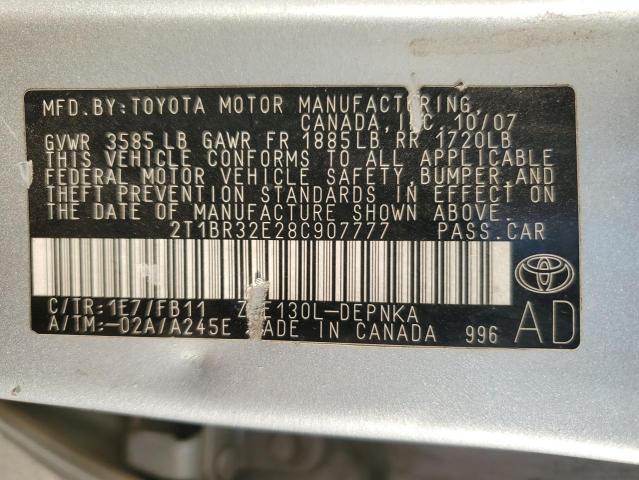 MFD. BY: TOYOTA MOTOR MANUFACTURING,
CANADA, INC. 10/07
GVWR 3585 LB GAWR FR 1885LB RR 1720LB
THIS VEHICLE CONFORMS TO ALL APPLICABLE
FEDERAL MOTOR VEHICLE SAFETY, BUMPER, AND
THEFT PREVENTION STANDARDS IN EFFECT ON
THE DATE OF MANUFACTURE SHOWN ABOVE.
2T1BR32E28C907777 PASS.CAR
C/TR: 1E7/FB11 ZZE130L-DEPNKA
A/TM: -02A/A245E MADE IN CANADA 996 AD